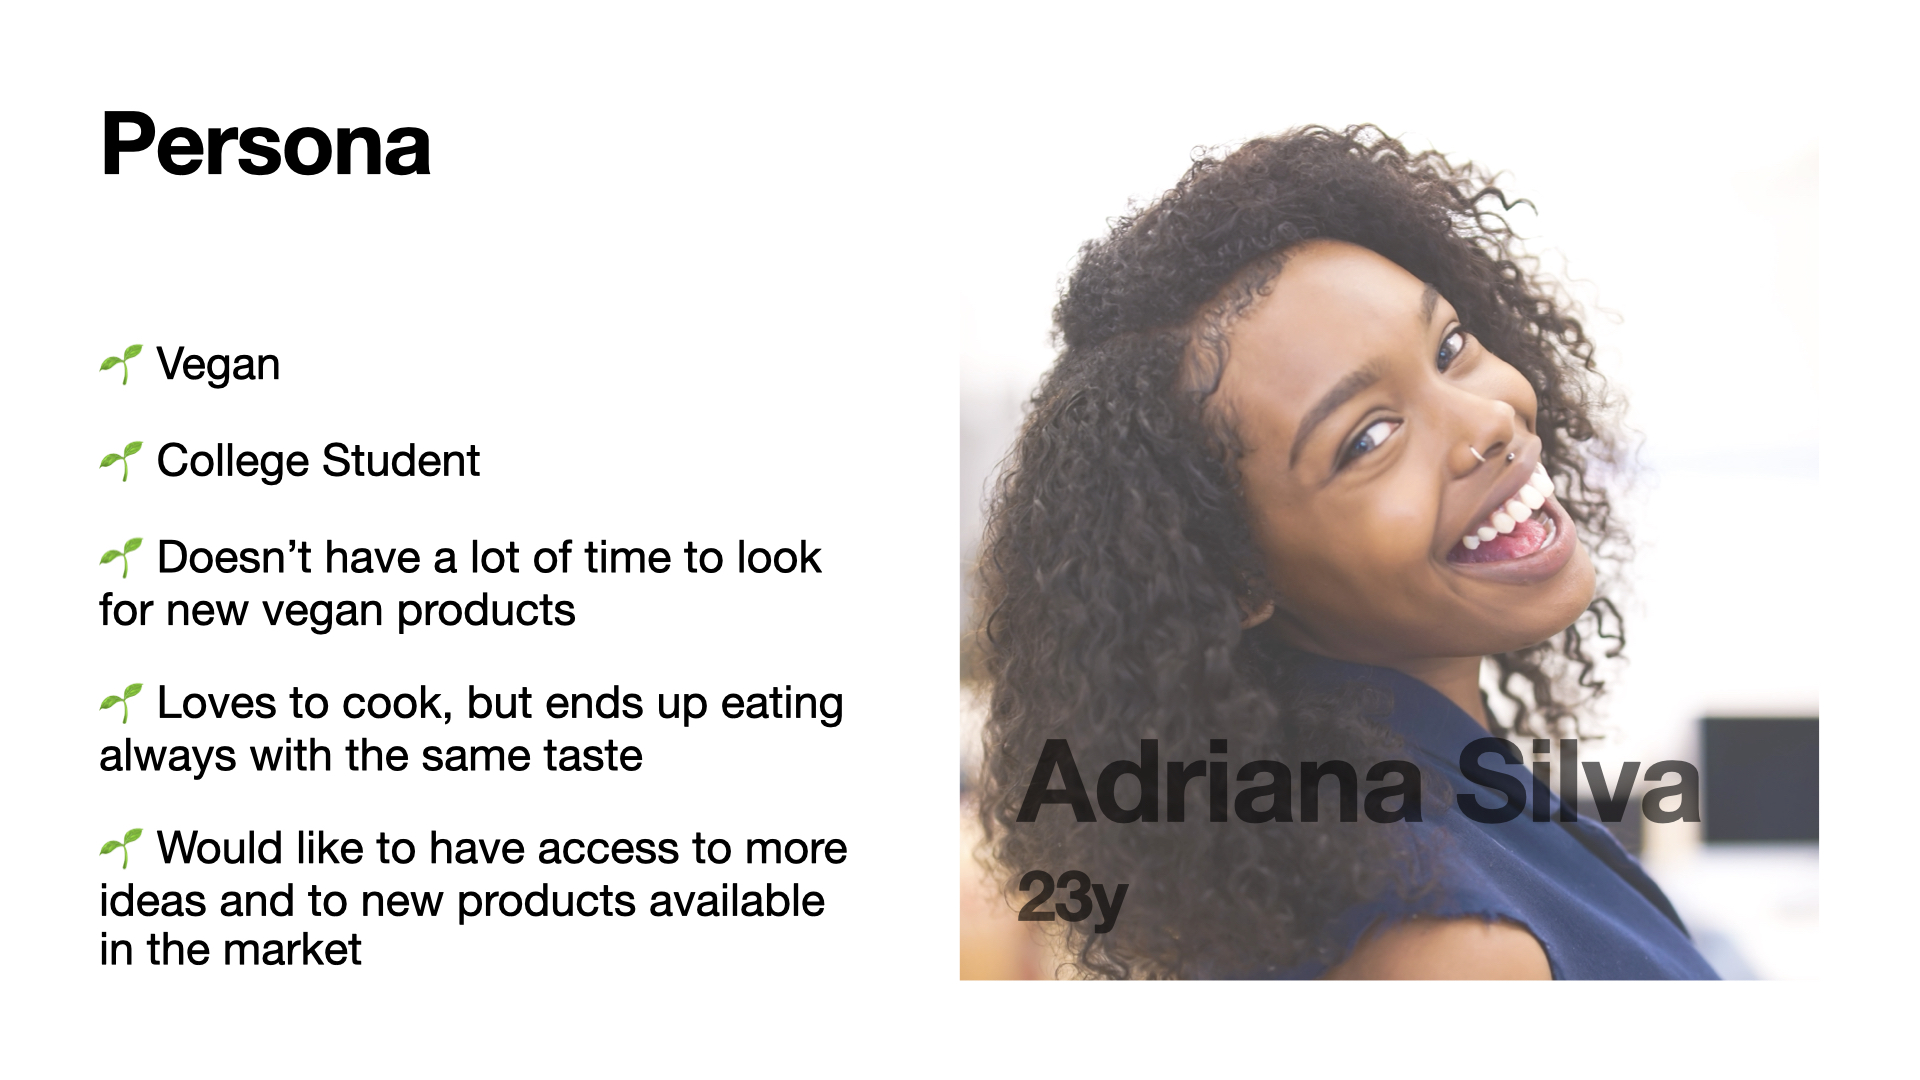 Persona
🌱 Vegan
🌱 College Student
🌱 Doesn’t have a lot of time to look
for new vegan products
🌱 Loves to cook, but ends up eating
always with the same taste
🌱 Would like to have access to more
ideas and to new products available
in the market
Adriana Silva
23y